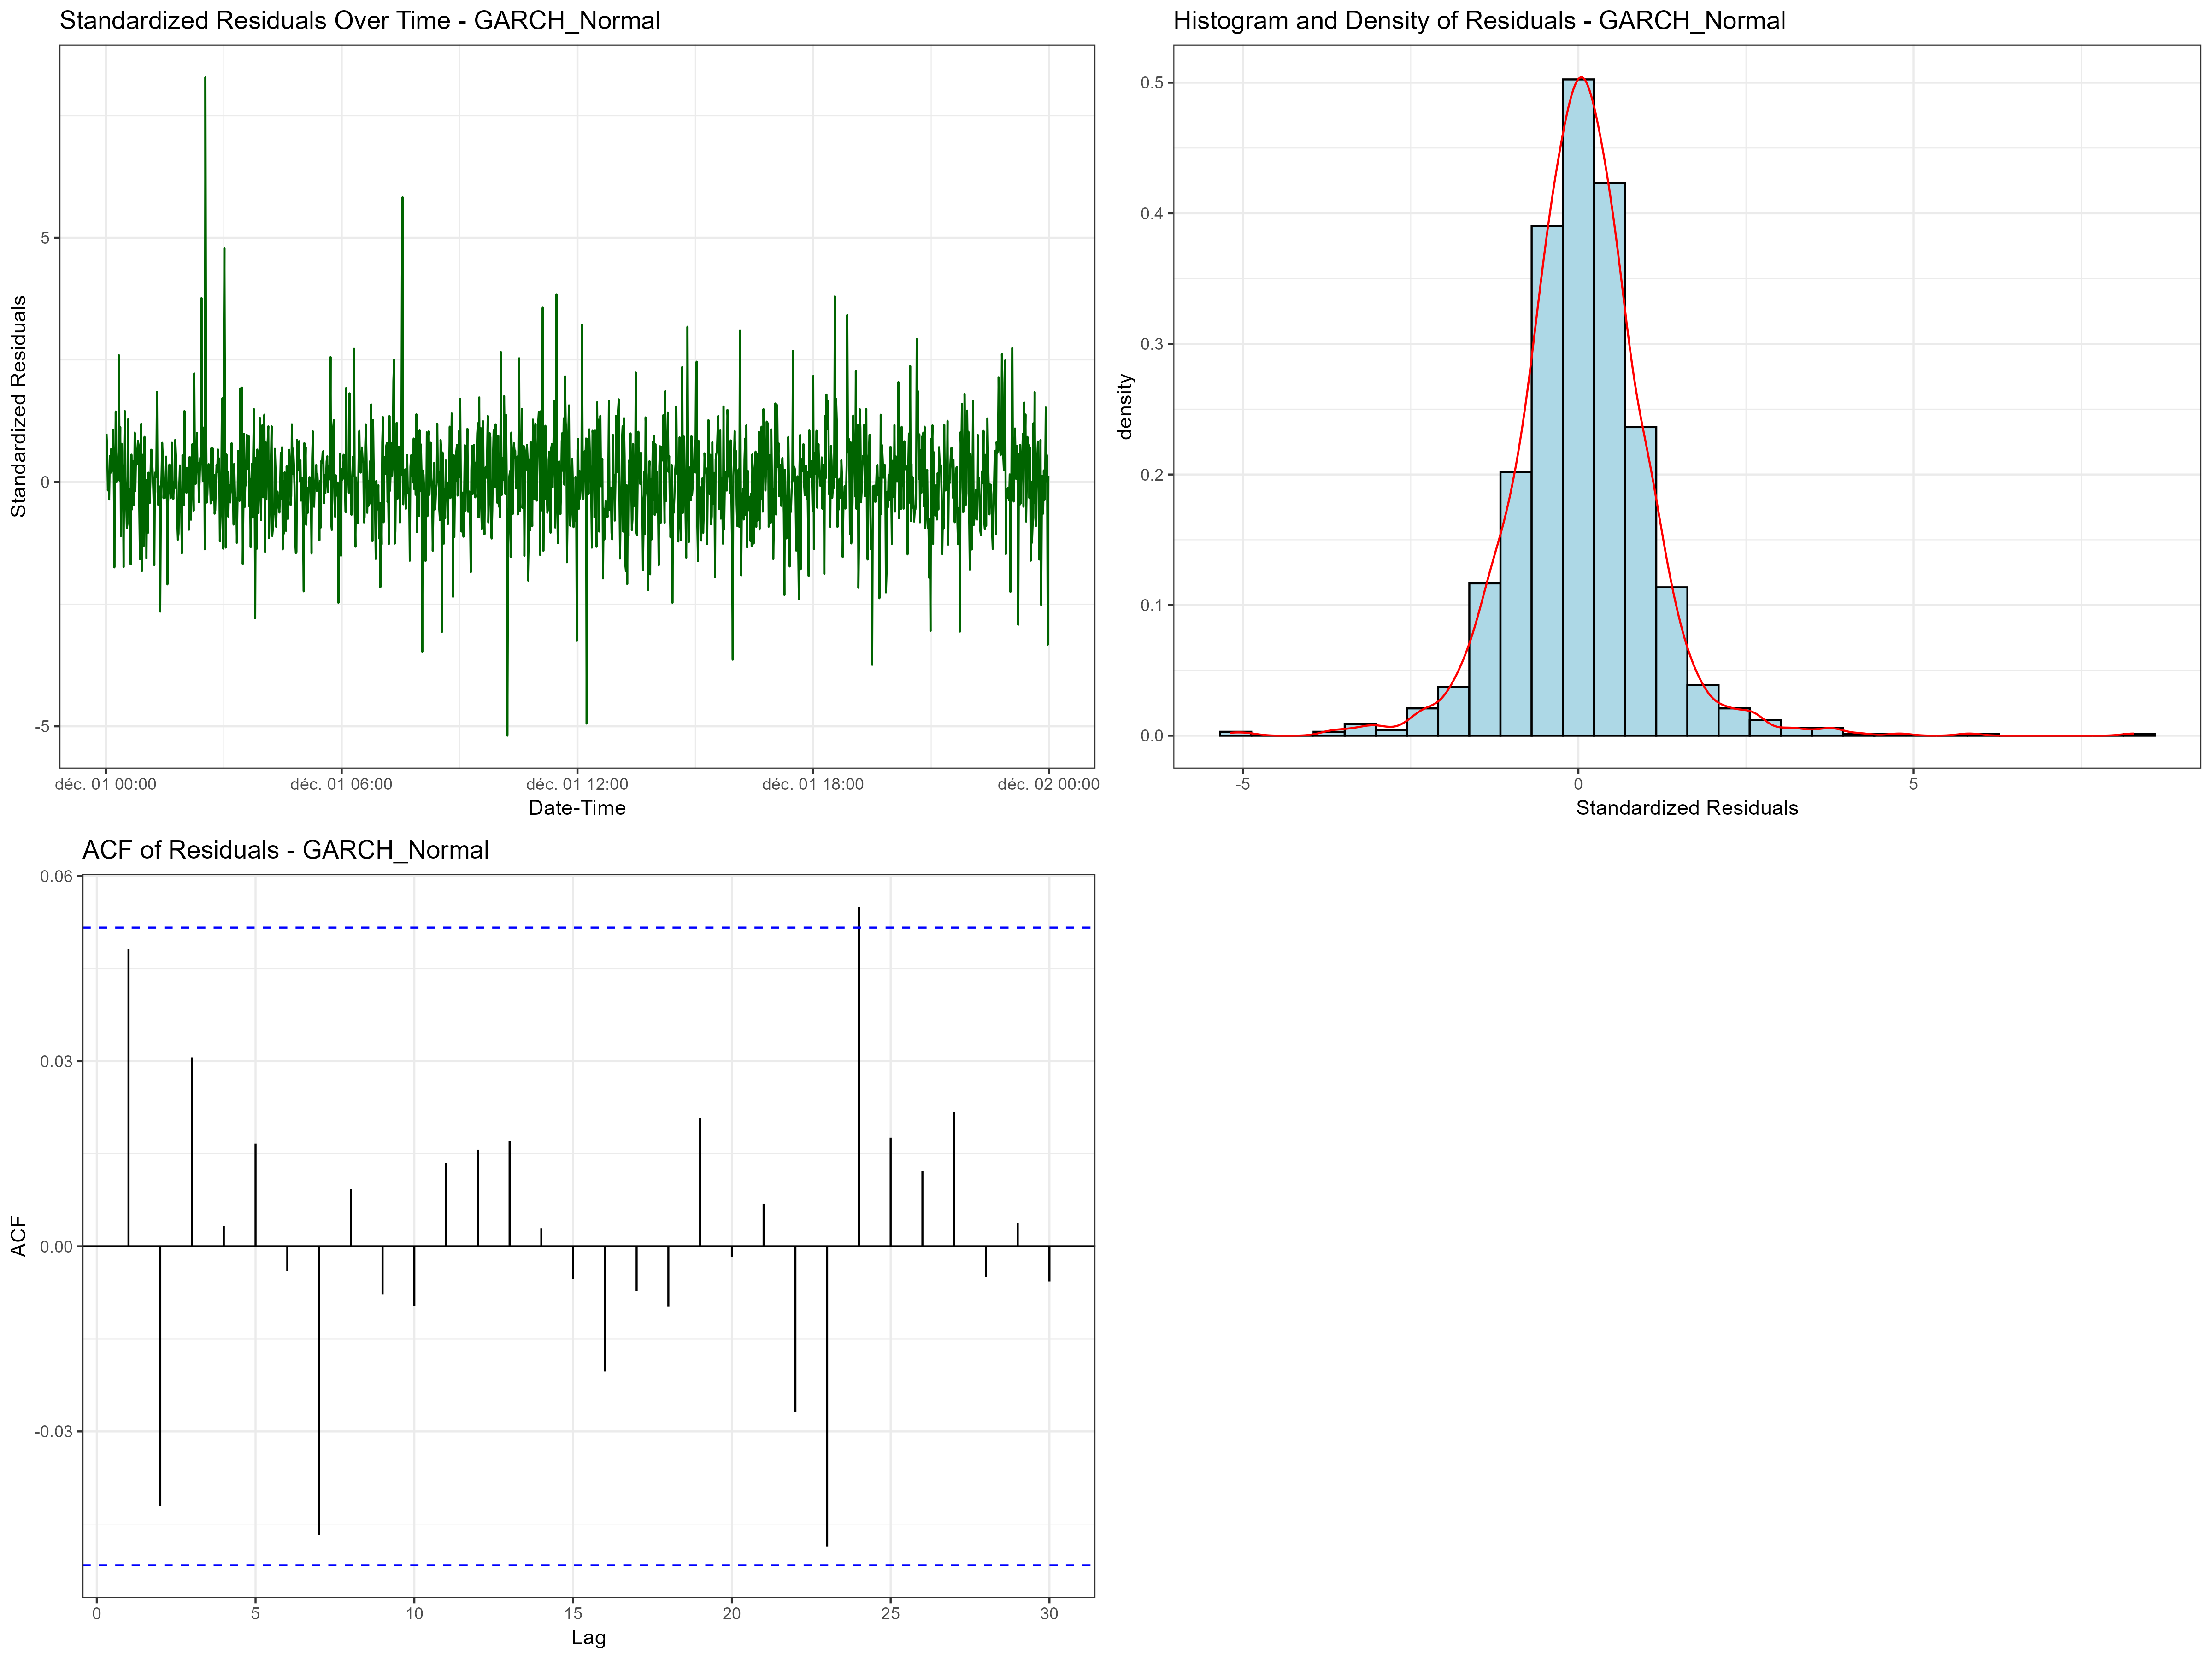 Standardized Residuals Over Time - GARCH_Normal
Standardized Residuals
5
0
-5
déc. 01 00:00
déc. 01 06:00
déc. 01 12:00
déc. 01 18:00
déc. 02 00:00
Date-Time
Histogram and Density of Residuals - GARCH_Normal
density
0.5
0.4
0.3
0.2
0.1
0.0
-5
0
5
Standardized Residuals
ACF of Residuals - GARCH_Normal
ACF
0.06
0.03
0.00
-0.03
0
5
10
15
20
25
30
Lag